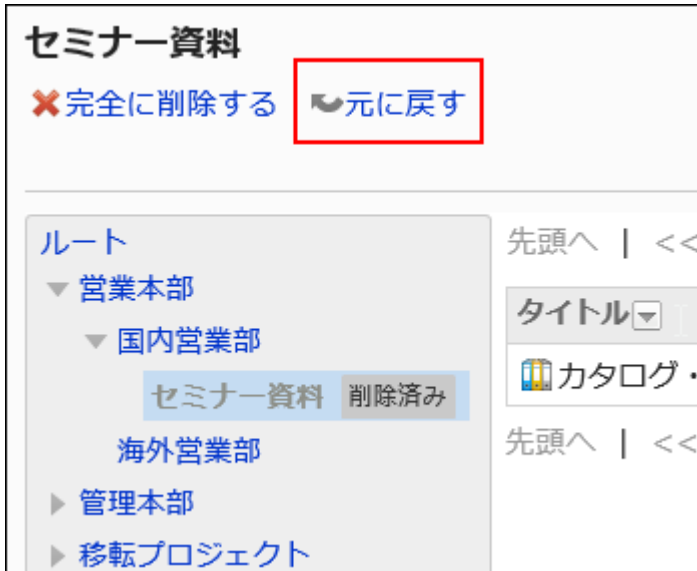 セミナー資料
完全に削除する 元に戻す
ルート
営業本部
国内営業部
セミナー資料 削除済み
海外営業部
管理本部
移転プロジェクト
先頭へ | <<
タイトル
カタログ・
先頭へ | <<